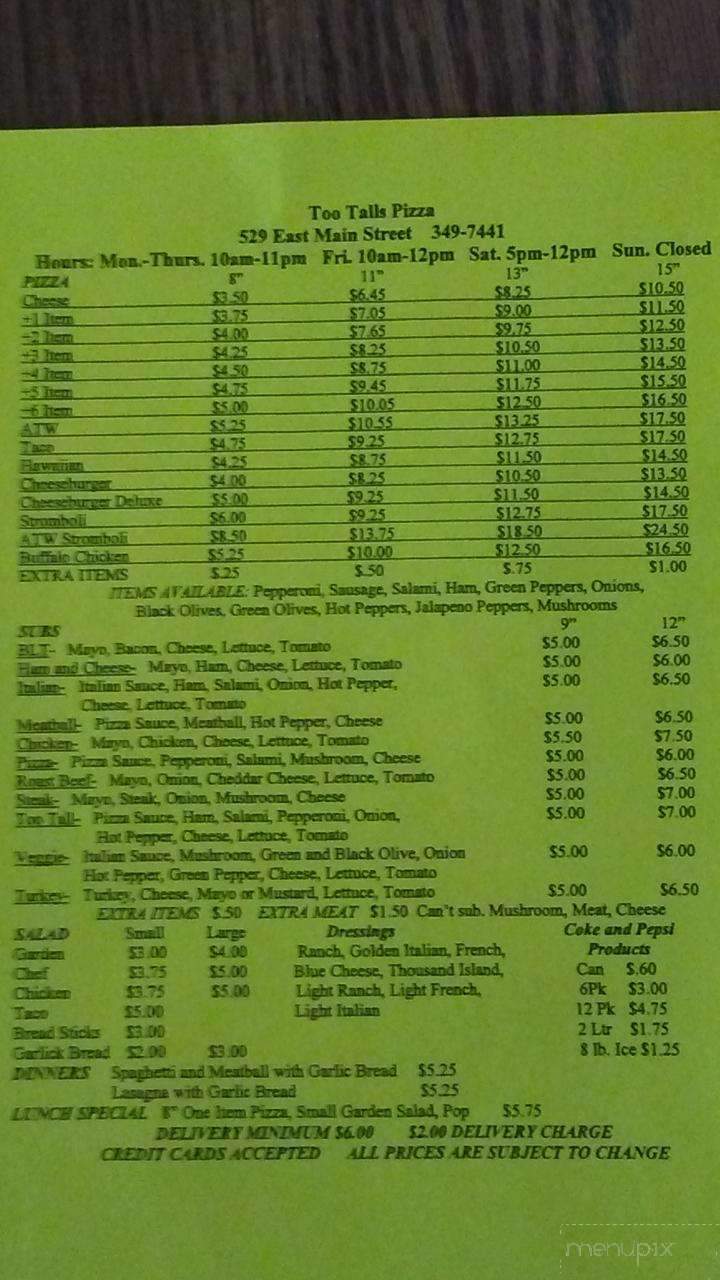 Too Talls Pizza
529 East Main Street 349-7441
Hours: Mon.-Thurs. 10am-11pm Fri. 10am-12pm Sat. 5pm-12pm Sun. Closed
PIZZA 8" 11" 13" 15"
Cheese $3.50 $6.45 $8.25 $10.50
+1 Item $3.75 $7.05 $9.00 $11.50
+2 Item $4.00 $7.65 $9.75 $12.50
+3 Item $4.25 $8.25 $10.50 $13.50
+4 Item $4.50 $8.75 $11.00 $14.50
+5 Item $4.75 $9.45 $11.75 $15.50
+6 Item $5.00 $10.05 $12.50 $16.50
ATW $5.25 $10.55 $13.25 $17.50
Taco $4.75 $9.25 $12.75 $17.50
Hawaiian $4.25 $8.75 $11.50 $14.50
Cheeseburger $4.00 $8.25 $10.50 $13.50
Cheeseburger Deluxe $5.00 $9.25 $11.50 $14.50
Stromboli $6.00 $9.25 $12.75 $17.50
ATW Stromboli $8.50 $13.75 $18.50 $24.50
Buffalo Chicken $5.25 $10.00 $12.50 $16.50
EXTRA ITEMS $.25 $.50 $.75 $1.00
ITEMS AVAILABLE: Pepperoni, Sausage, Salami, Ham, Green Peppers, Onions,
Black Olives, Green Olives, Hot Peppers, Jalapeno Peppers, Mushrooms
SUBS 9" 12"
BLT- Mayo, Bacon, Cheese, Lettuce, Tomato $5.00 $6.50
Ham and Cheese- Mayo, Ham, Cheese, Lettuce, Tomato $5.00 $6.00
Italian- Italian Sauce, Ham, Salami, Onion, Hot Pepper, $5.00 $6.50
Cheese, Lettuce, Tomato
Meatball- Pizza Sauce, Meatball, Hot Pepper, Cheese $5.00 $6.50
Chicken- Mayo, Chicken, Cheese, Lettuce, Tomato $5.50 $7.50
Pizza- Pizza Sauce, Pepperoni, Salami, Mushroom, Cheese $5.00 $6.00
Roast Beef- Mayo, Onion, Cheddar Cheese, Lettuce, Tomato $5.00 $6.50
Steak- Mayo, Steak, Onion, Mushroom, Cheese $5.00 $7.00
Too Tall- Pizza Sauce, Ham, Salami, Pepperoni, Onion, $5.00 $7.00
Hot Pepper, Cheese, Lettuce, Tomato
Veggie- Italian Sauce, Mushroom, Green and Black Olive, Onion $5.00 $6.00
Hot Pepper, Green Pepper, Cheese, Lettuce, Tomato
Turkey- Turkey, Cheese, Mayo or Mustard, Lettuce, Tomato $5.00 $6.50
EXTRA ITEMS $.50 EXTRA MEAT $1.50 Can't sub. Mushroom, Meat, Cheese
SALAD Small Large Dressings Coke and Pepsi
Garden $3.00 $4.00 Ranch, Golden Italian, French, Products
Chef $3.75 $5.00 Blue Cheese, Thousand Island, Can $.60
Chicken $3.75 $5.00 Light Ranch, Light French, 6Pk $3.00
Taco $5.00 Light Italian 12 Pk $4.75
Bread Sticks $3.00 2 Ltr $1.75
Garlick Bread $2.00 $3.00 8 lb. Ice $1.25
DINNERS Spaghetti and Meatball with Garlic Bread $5.25
Lasagna with Garlic Bread $5.25
LUNCH SPECIAL 8" One Item Pizza, Small Garden Salad, Pop $5.75
DELIVERY MINIMUM $6.00 $2.00 DELIVERY CHARGE
CREDIT CARDS ACCEPTED ALL PRICES ARE SUBJECT TO CHANGE
menupix